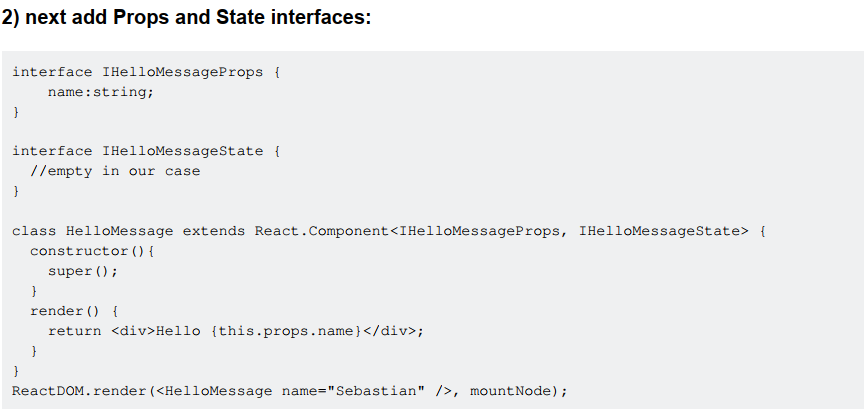 2) next add Props and State interfaces:
interface IHelloMessageProps {
    name:string;
}
interface IHelloMessageState {
  //empty in our case
}
class HelloMessage extends React.Component<IHelloMessageProps, IHelloMessageState> {
  constructor(){
    super();
  }
  render() {
    return <div>Hello {this.props.name}</div>;
  }
}
ReactDOM.render(<HelloMessage name="Sebastian" />, mountNode);